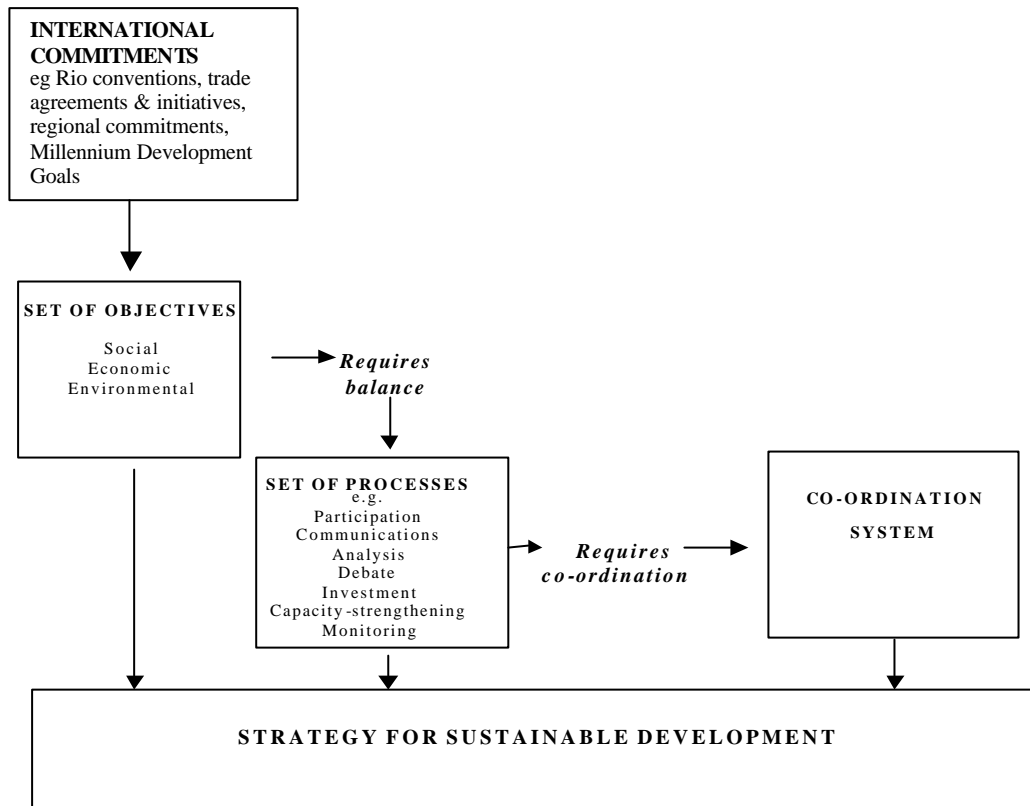 INTERNATIONAL
COMMITMENTS
eg Rio conventions, trade
agreements & initiatives,
regional commitments,
Millennium Development
Goals
SET OF OBJECTIVES
Social
Economic
Environmental
Requires
balance
SET OF PROCESSES
e.g.
Participation
Communications
Analysis
Debate
Investment
Capacity-strengthening
Monitoring
Requires
co-ordination
CO-ORDINATION
SYSTEM
STRATEGY FOR SUSTAINABLE DEVELOPMENT